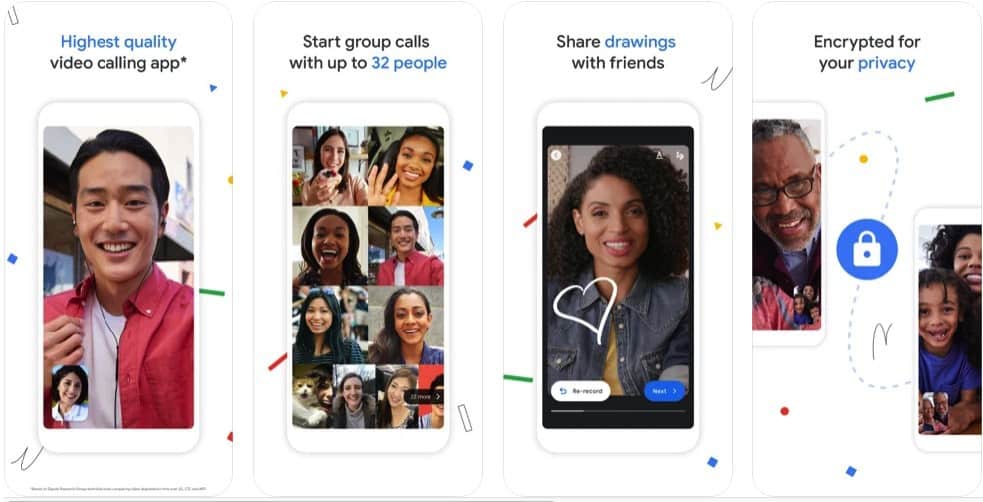 Highest quality
video calling app*
Start group calls
with up to 32 people
22 more
Share drawings
with friends
A
Re-record
Next
Encrypted for
your privacy